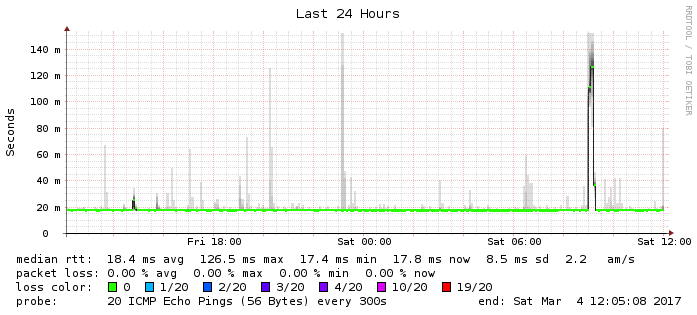 Last 24 Hours
RRDTOOL / TOBI OETIKER
Seconds
140 m
120 m
100 m
80 m
60 m
40 m
20 m
0
Fri 18:00 Sat 00:00 Sat 06:00 Sat 12:00
median rtt: 18.4 ms avg 126.5 ms max 17.4 ms min 17.8 ms now 8.5 ms sd 2.2 am/s
packet loss: 0.00 % avg 0.00 % max 0.00 % min 0.00 % now
loss color: 0 1/20 2/20 3/20 4/20 10/20 19/20
probe: 20 ICMP Echo Pings (56 Bytes) every 300s end: Sat Mar 4 12:05:08 2017